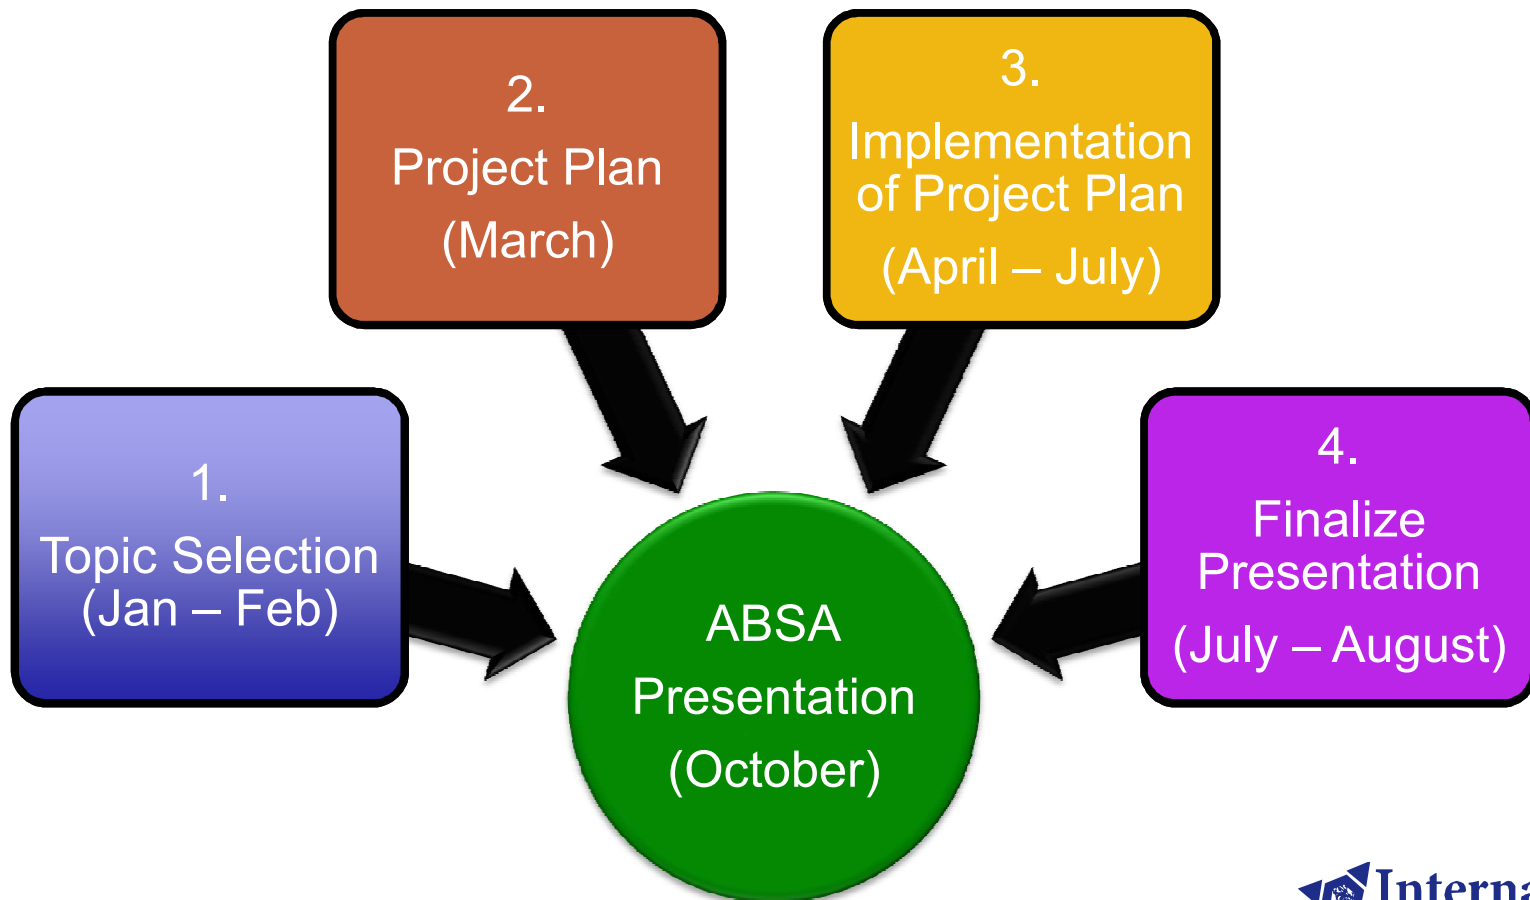 1.
Topic Selection
(Jan – Feb)
2.
Project Plan
(March)
3.
Implementation
of Project Plan
(April – July)
4.
Finalize
Presentation
(July – August)
ABSA
Presentation
(October)